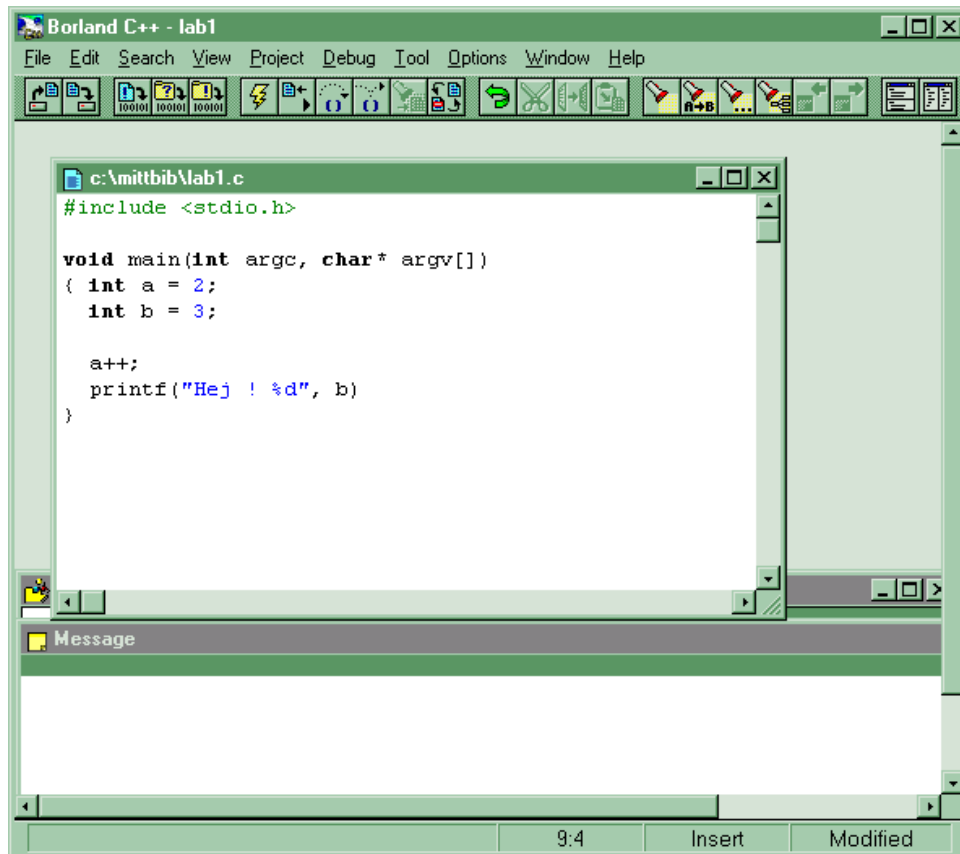 Borland C++ - lab1
File Edit Search View Project Debug Tool Options Window Help
A→B
c:\mittbib\lab1.c
#include <stdio.h>
void main(int argc, char* argv[])
{ int a = 2;
int b = 3;
a++;
printf("Hej ! %d", b)
}
Message
9:4 Insert Modified